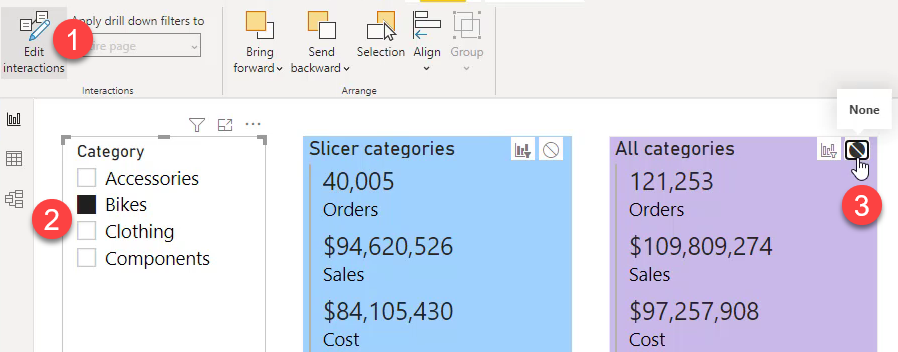 Apply drill down filters to
1
Edit
interactions
Bring
forward
Send
backward
Selection
Align
Group
Interactions
Arrange
None
Category
Accessories
2
Bikes
Clothing
Components
Slicer categories
40,005
Orders
$94,620,526
Sales
$84,105,430
Cost
All categories
3
121,253
Orders
$109,809,274
Sales
$97,257,908
Cost